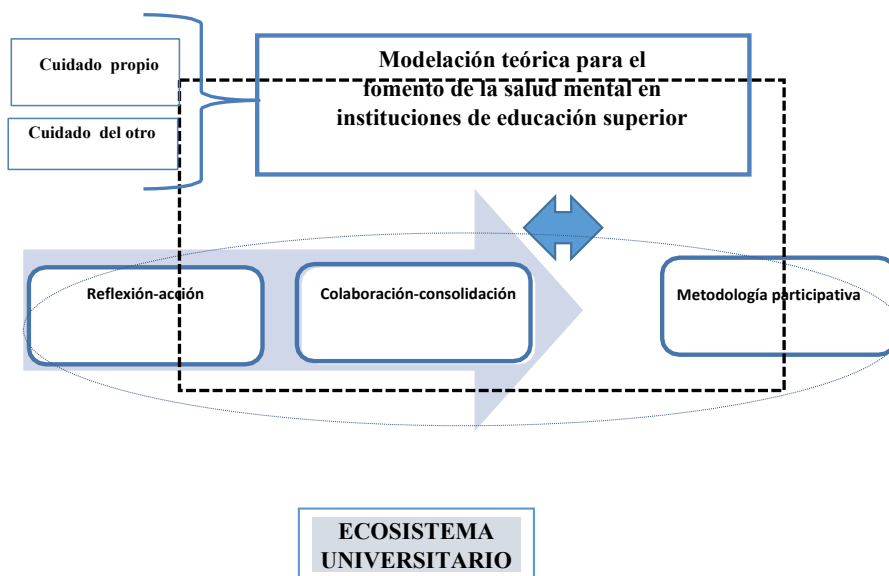 Cuidado propio
Cuidado del otro
Modelación teórica para el
fomento de la salud mental en
instituciones de educación superior
Reflexión-acción
Colaboración-consolidación
Metodología participativa
ECOSISTEMA
UNIVERSITARIO